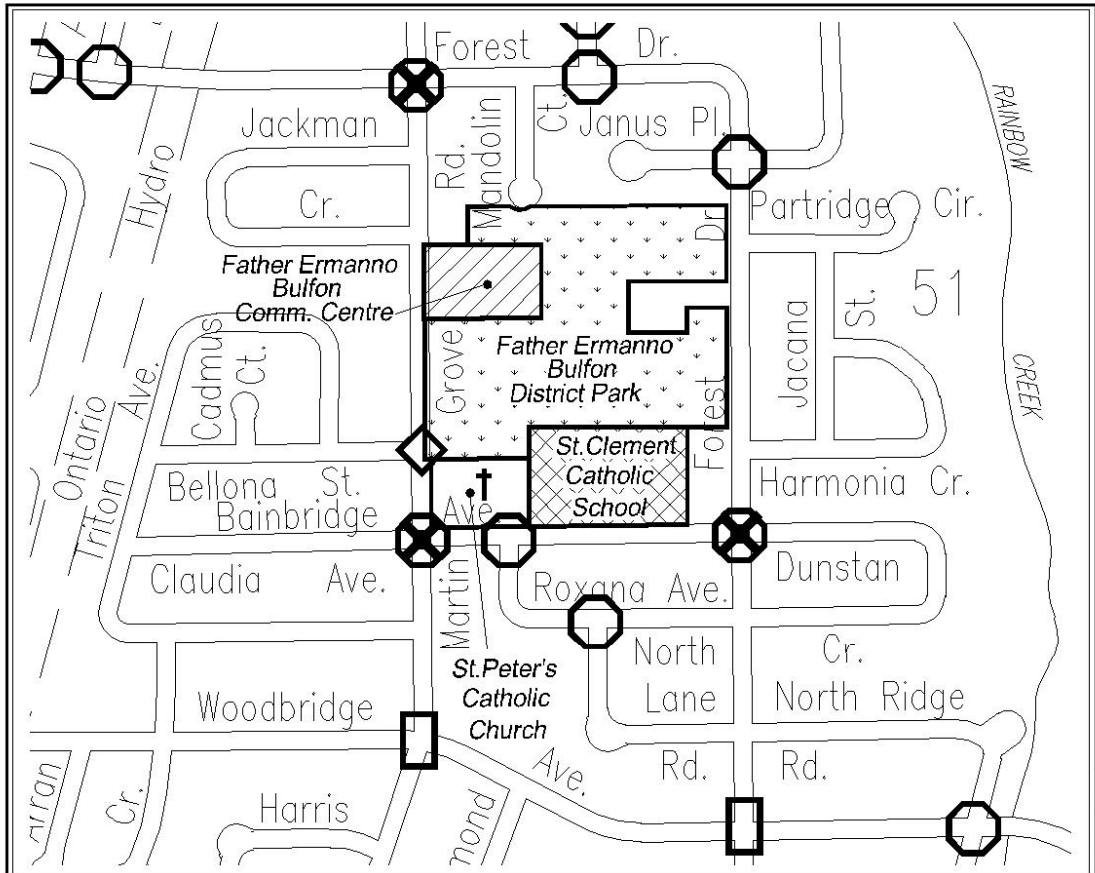 Forest Dr.
Jackman
Rd.
Mandolin
Ct.
Janus Pl.
RAINBOW
Hydro
Cr.
Partridge Cir.
Dr.
Father Ermanno
Bulfon
Comm. Centre
51
St.
Cadmus
Ct.
Grove
Father Ermanno
Bulfon
District Park
Jacana
CREEK
Ave.
Ontario
Triton
Forest
St.Clement
Catholic
School
Bellona St.
Harmonia Cr.
Bainbridge Ave
Claudia Ave.
Martin
Roxana Ave.
Dunstan
North
Lane
Cr.
St.Peter's
Catholic
Church
Woodbridge
North Ridge
Ave.
Rd.
Rd.
Arran
Cr.
Harris
mond